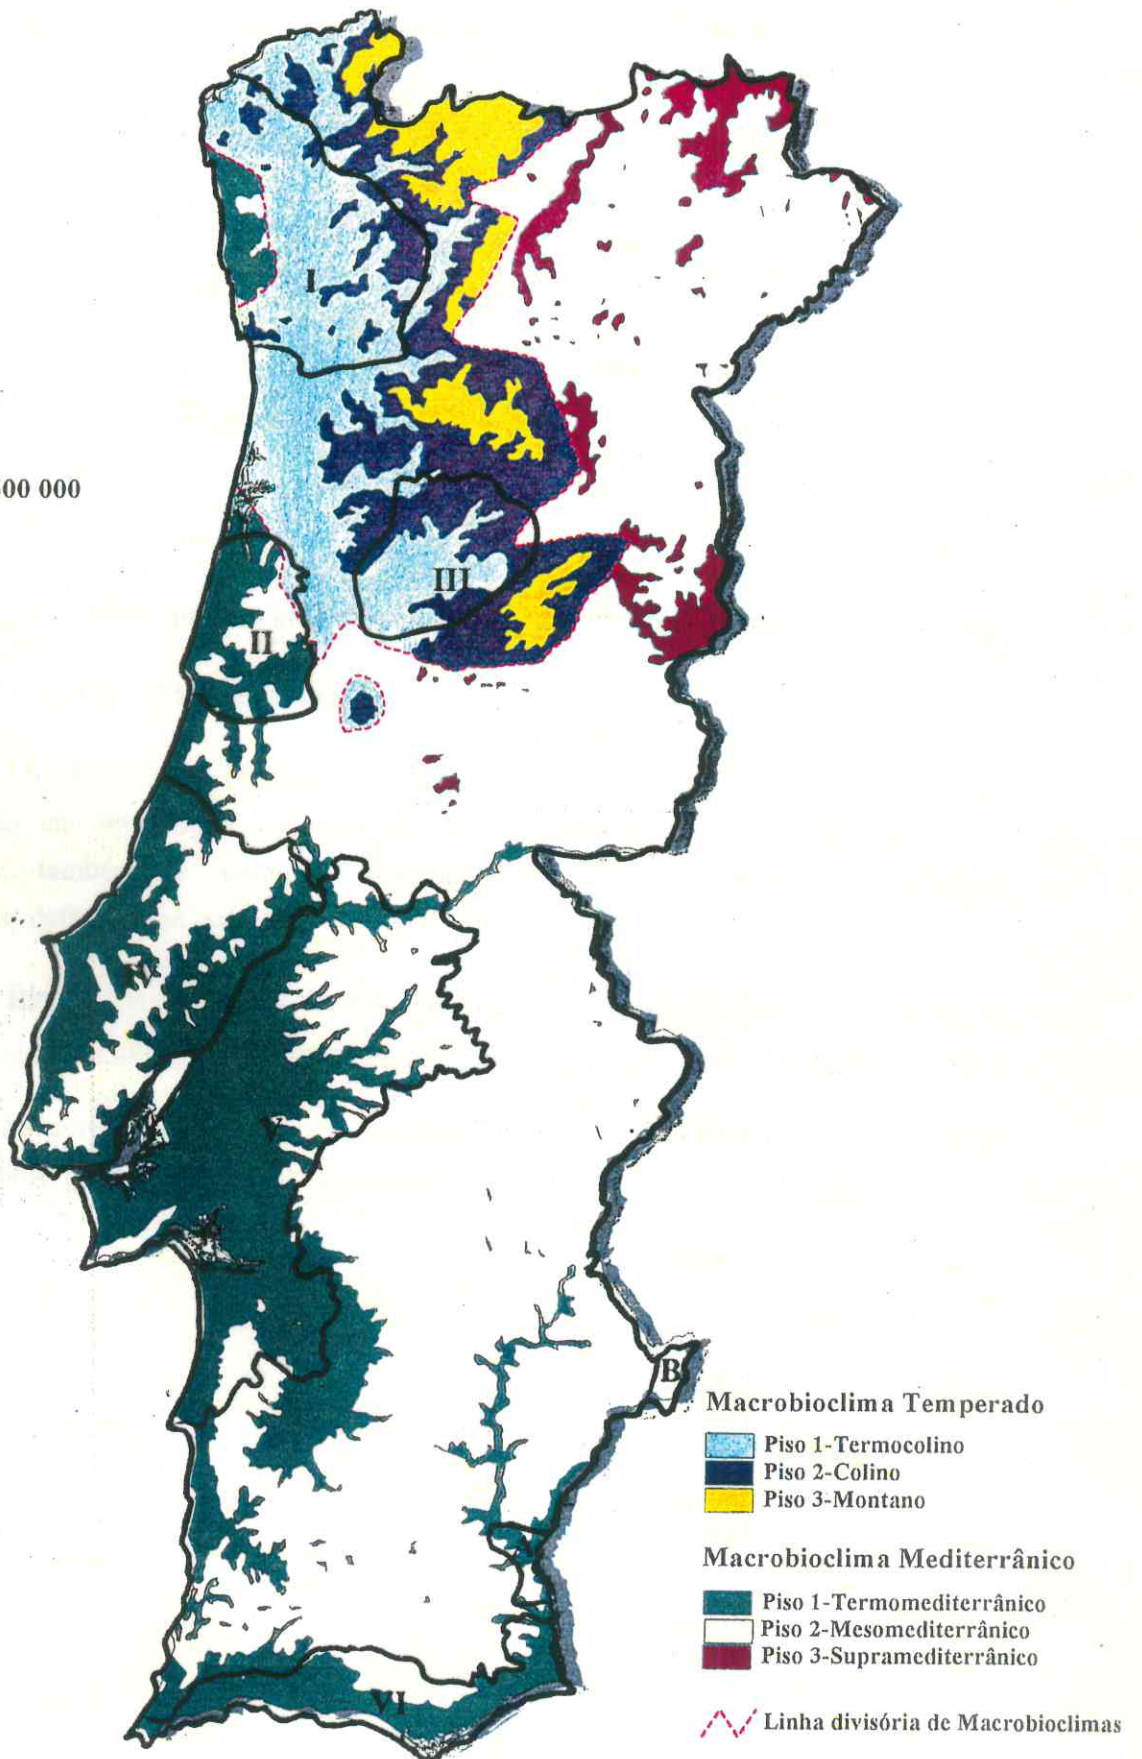 I
00 000
III
II
IV
V
B
Macrobioclima Temperado
Piso 1-Termocolino
Piso 2-Colino
Piso 3-Montano
Macrobioclima Mediterrânico
V
Piso 1-Termomediterrânico
Piso 2-Mesomediterrânico
Piso 3-Supramediterrânico
VI
Linha divisória de Macrobioclimas